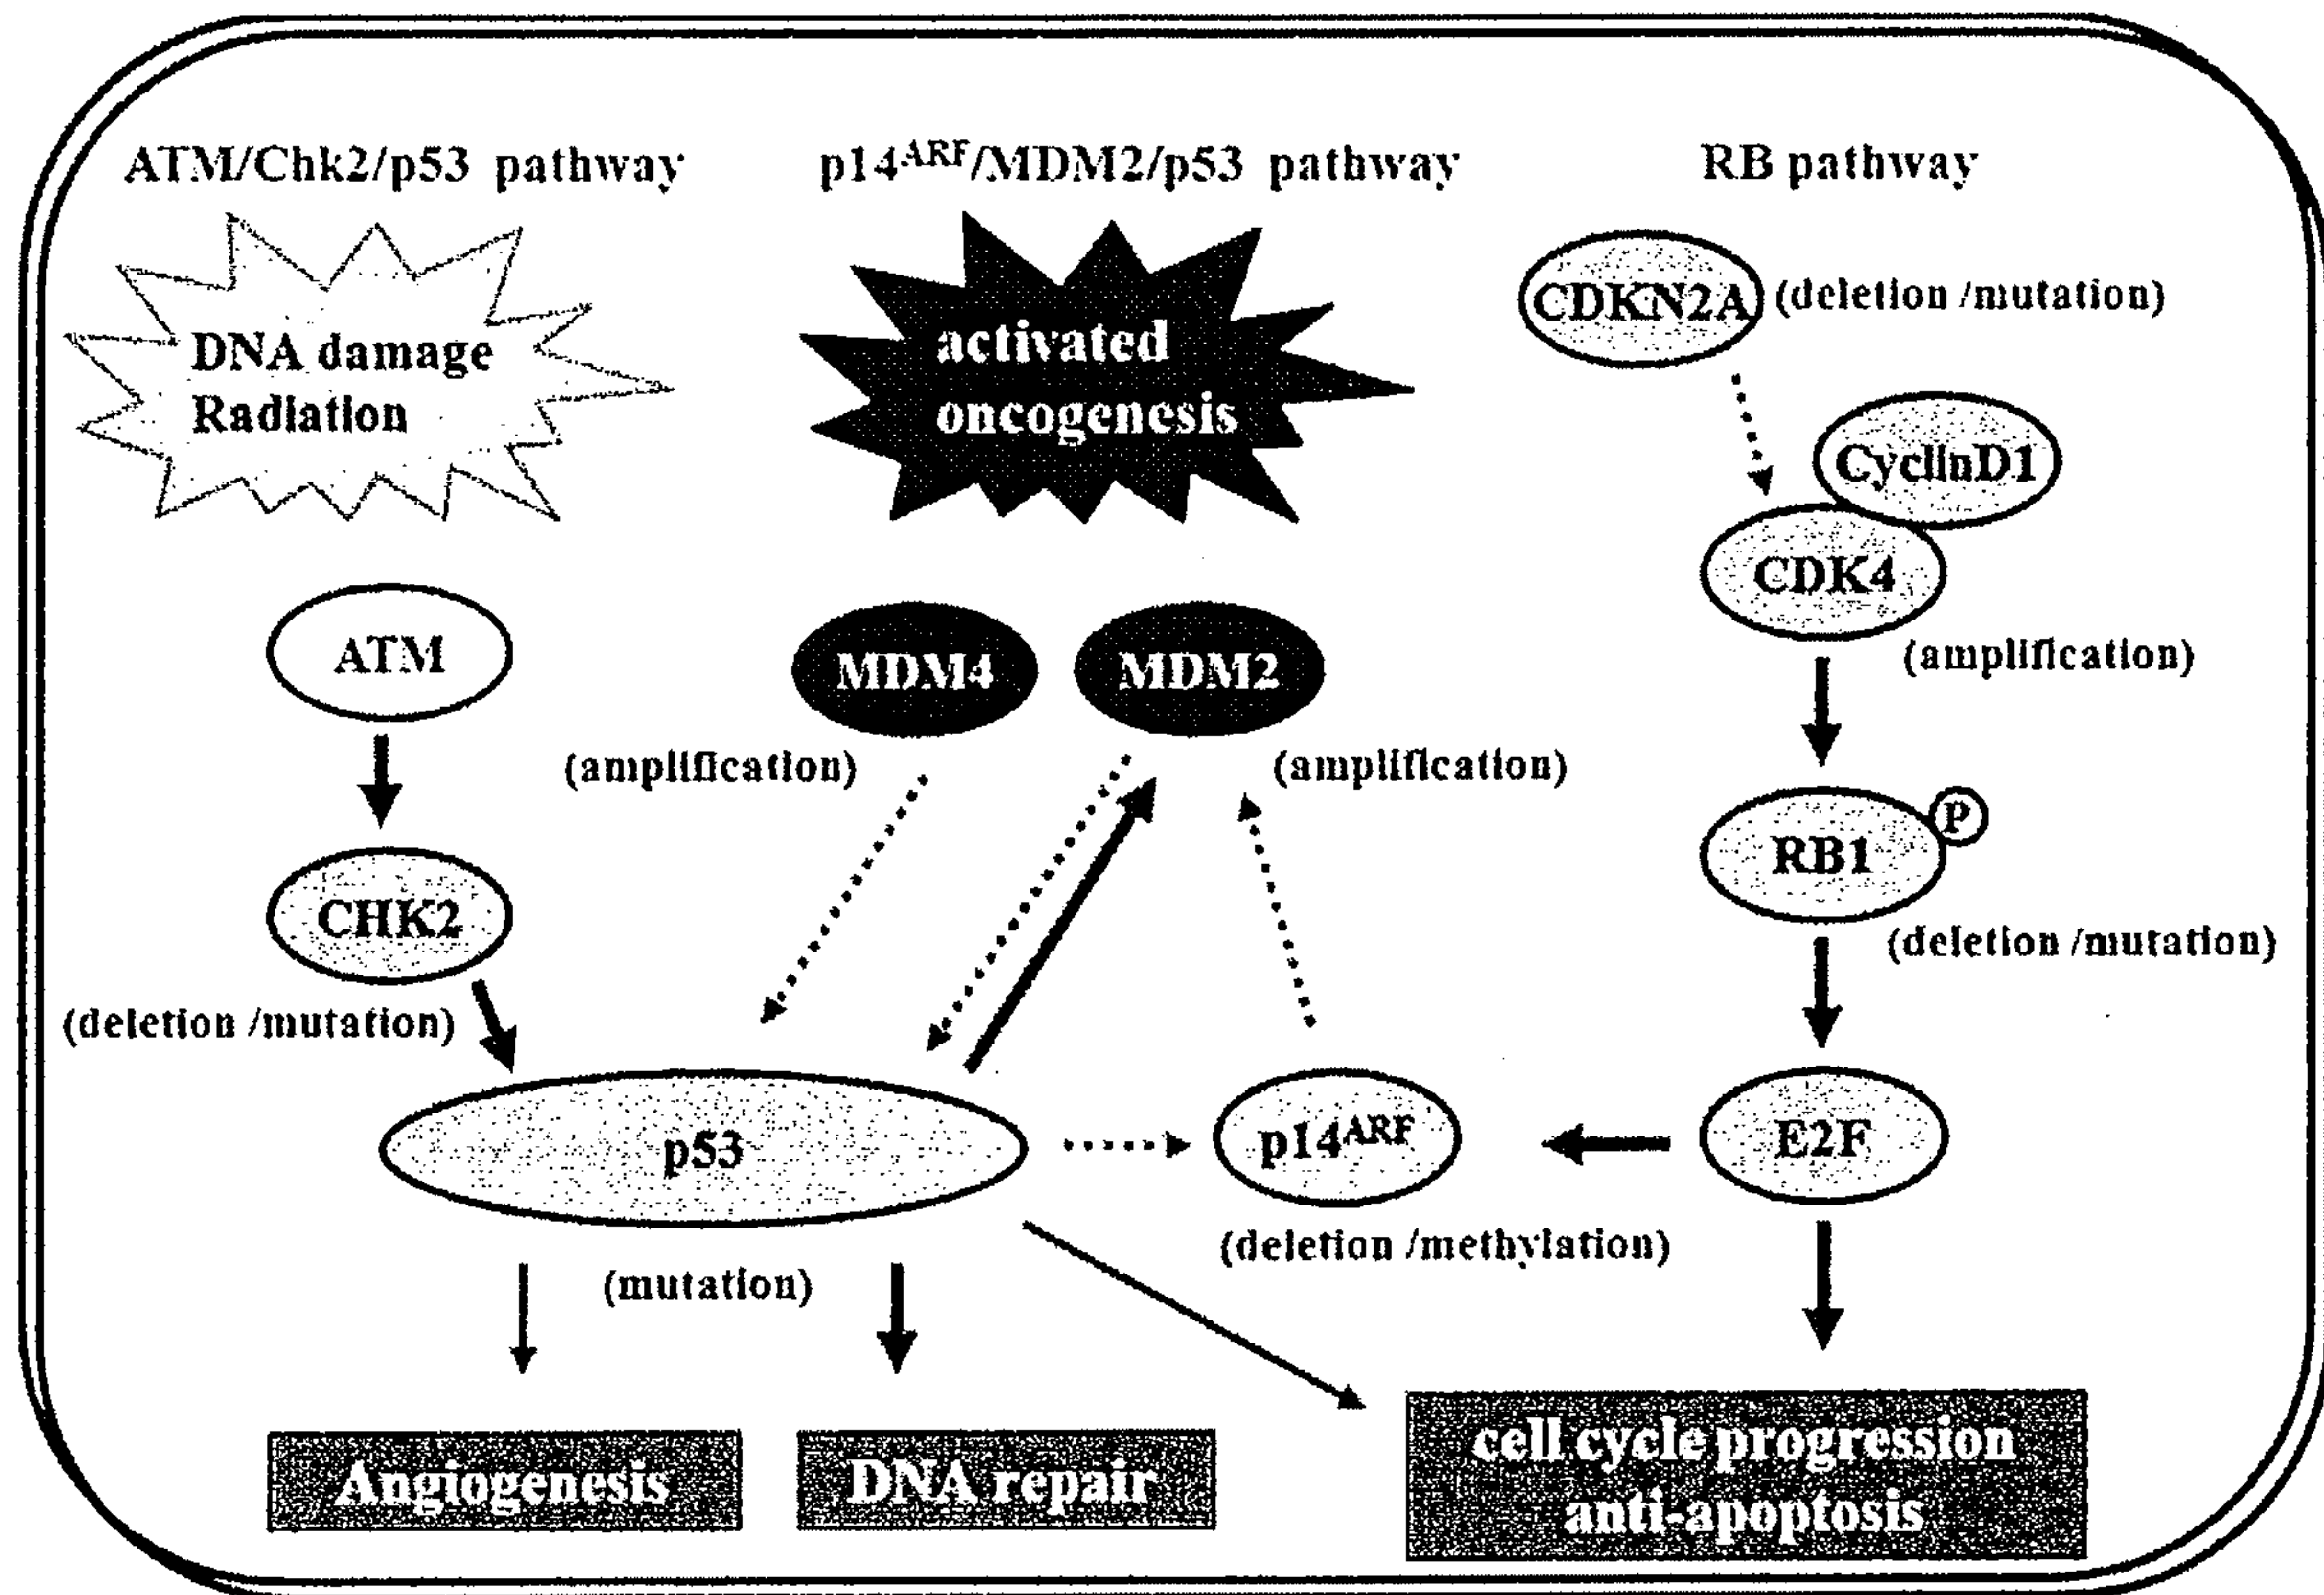 ATM/Chk2/p53 pathway
p14ARF/MDM2/p53 pathway
RB pathway
DNA damage
Radiation
activated
oncogenesis
CDKN2A
(deletion /mutation)
CyclinD1
CDK4
(amplification)
ATM
MDM4
MDM2
(amplification)
(amplification)
CHK2
(deletion /mutation)
RB1
P
(deletion /mutation)
p53
p14ARF
E2F
(mutation)
(deletion /methylation)
Angiogenesis
DNA repair
cell cycle progression
anti-apoptosis